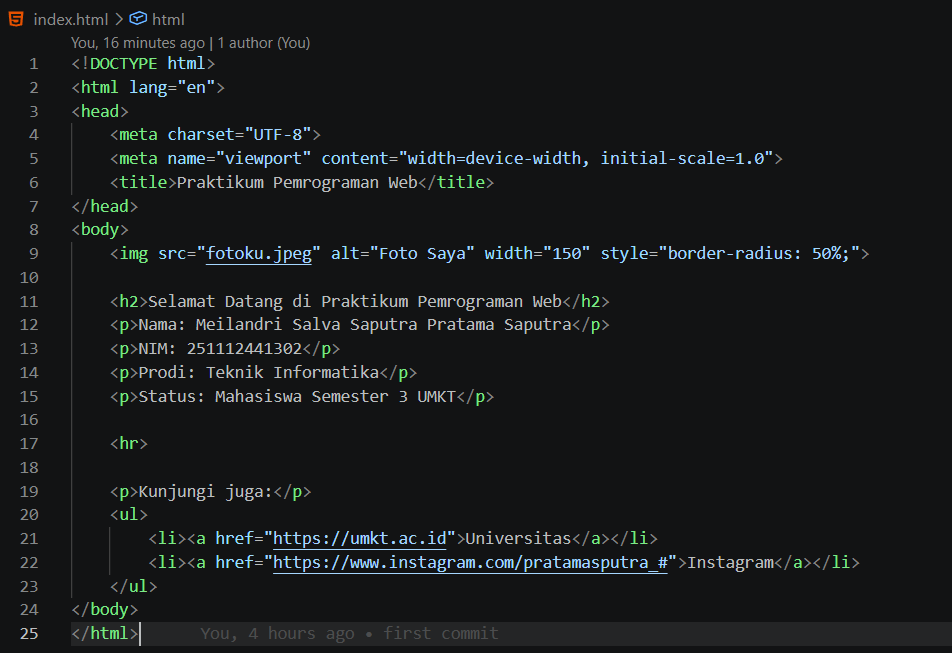 index.html > html
You, 16 minutes ago | 1 author (You)
1 <!DOCTYPE html>
2 <html lang="en">
3 <head>
4     <meta charset="UTF-8">
5     <meta name="viewport" content="width=device-width, initial-scale=1.0">
6     <title>Praktikum Pemrograman Web</title>
7 </head>
8 <body>
9     <img src="fotoku.jpeg" alt="Foto Saya" width="150" style="border-radius: 50%;">
10
11     <h2>Selamat Datang di Praktikum Pemrograman Web</h2>
12     <p>Nama: Meilandri Salva Saputra Pratama Saputra</p>
13     <p>NIM: 251112441302</p>
14     <p>Prodi: Teknik Informatika</p>
15     <p>Status: Mahasiswa Semester 3 UMKT</p>
16
17     <hr>
18
19     <p>Kunjungi juga:</p>
20     <ul>
21         <li><a href="https://umkt.ac.id">Universitas</a></li>
22         <li><a href="https://www.instagram.com/pratamasputra_#">Instagram</a></li>
23     </ul>
24 </body>
25 </html> You, 4 hours ago • first commit